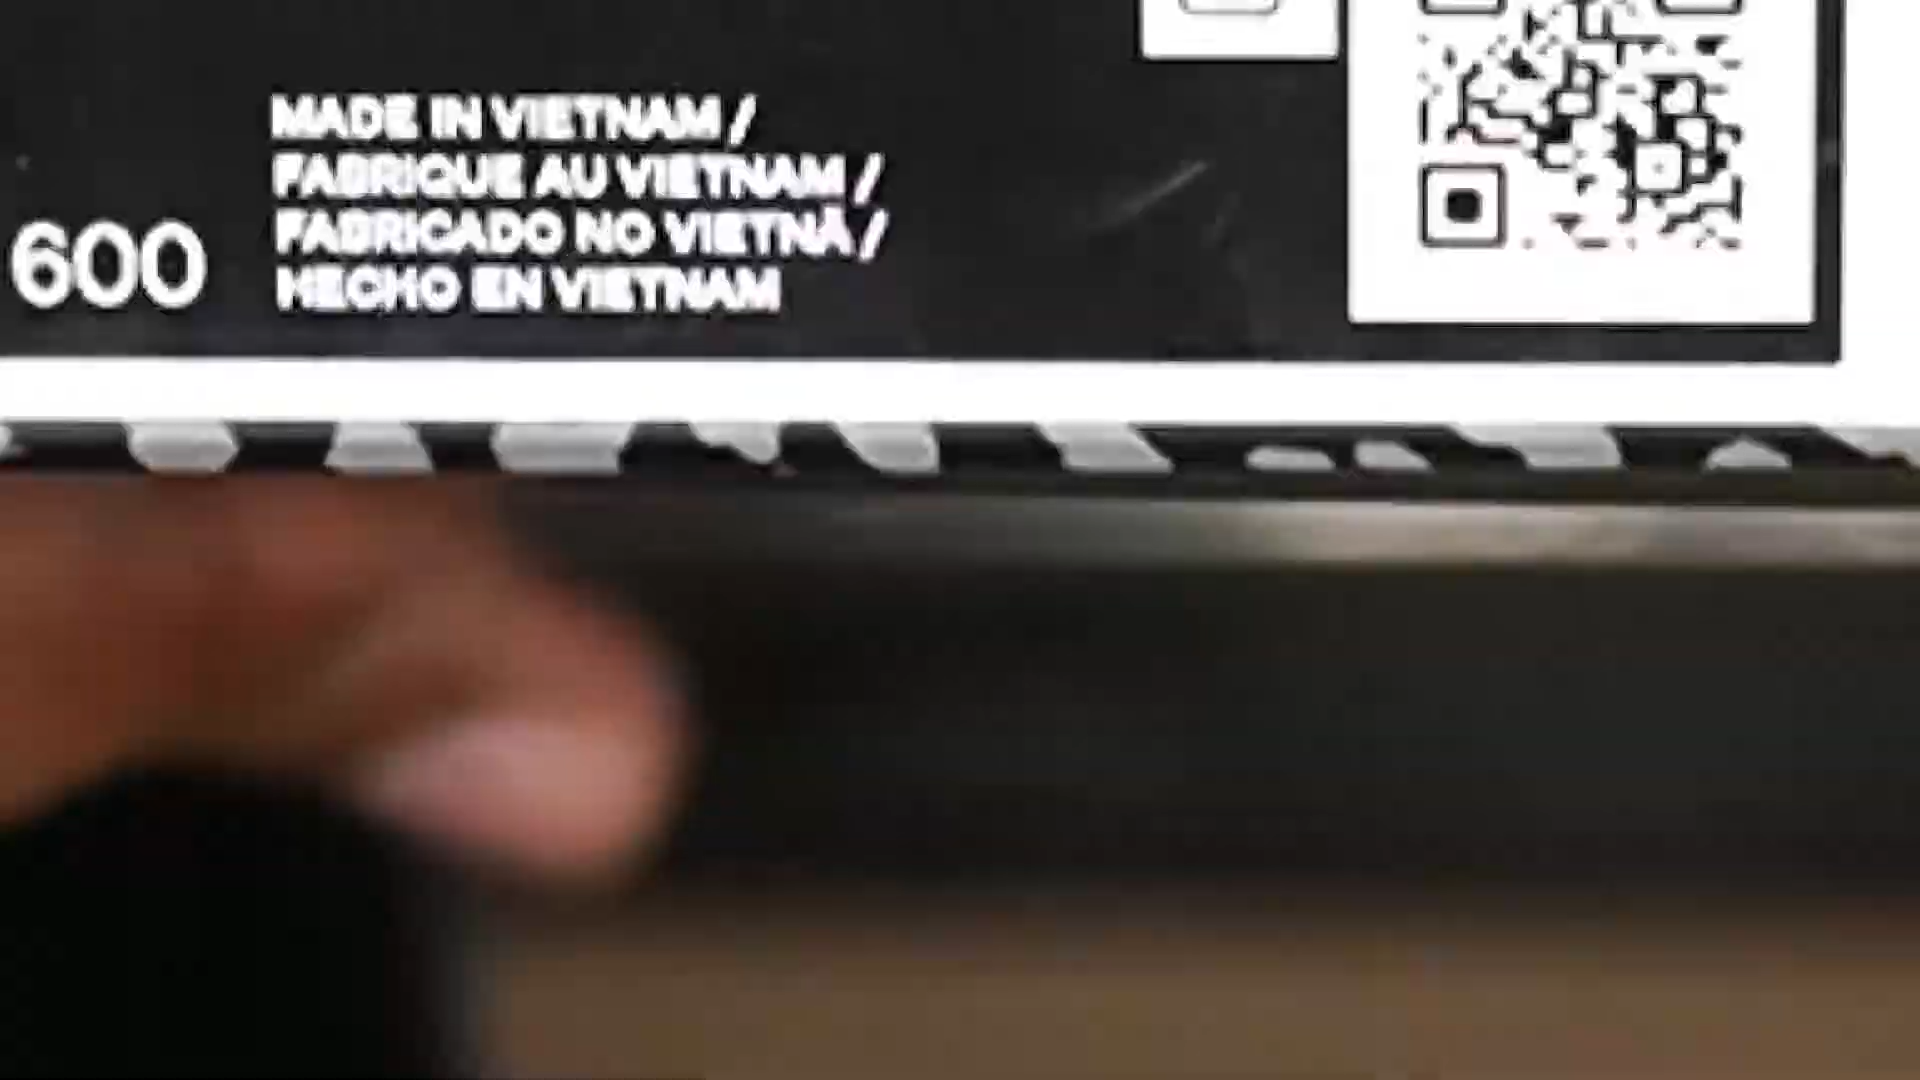 MADE IN VIETNAM /
FABRIQUE AU VIETNAM /
FABRICADO NO VIETNÃ /
600
HECHO EN VIETNAM